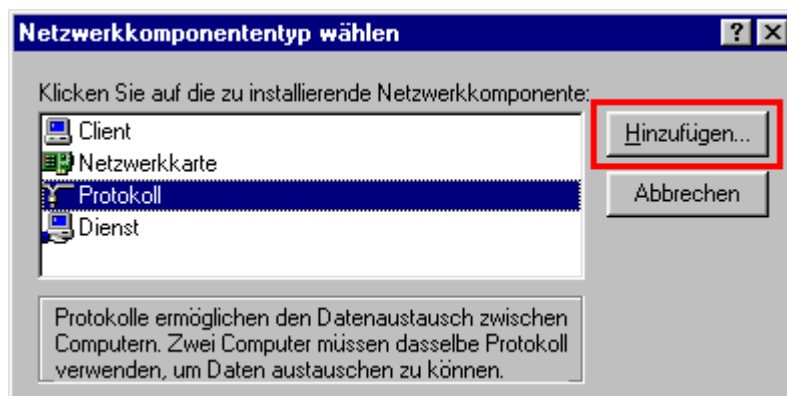 Netzwerkkomponententyp wählen
Klicken Sie auf die zu installierende Netzwerkkomponente:
Client
Netzwerkkarte
Protokoll
Dienst
Hinzufügen...
Abbrechen
Protokolle ermöglichen den Datenaustausch zwischen
Computern. Zwei Computer müssen dasselbe Protokoll
verwenden, um Daten austauschen zu können.